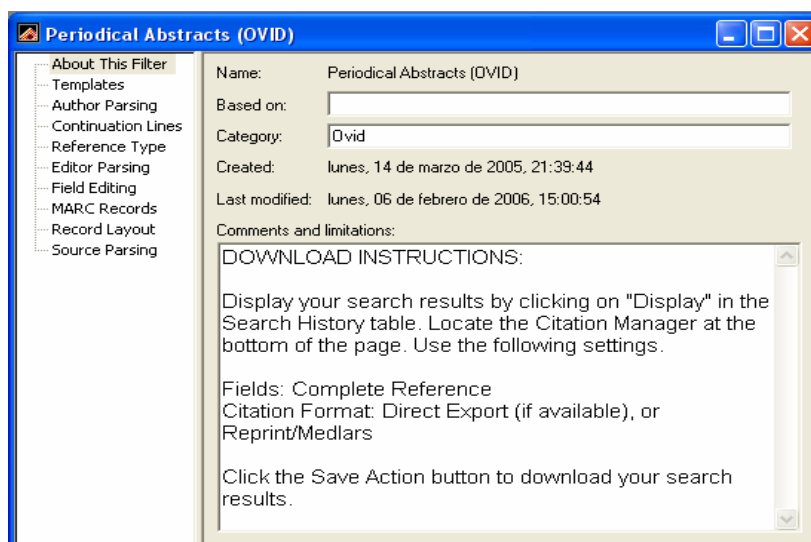 Periodical Abstracts (OVID)
About This Filter
Templates
Author Parsing
Continuation Lines
Reference Type
Editor Parsing
Field Editing
MARC Records
Record Layout
Source Parsing
Name: Periodical Abstracts (OVID)
Based on:
Category: Ovid
Created: lunes, 14 de marzo de 2005, 21:39:44
Last modified: lunes, 06 de febrero de 2006, 15:00:54
Comments and limitations:
DOWNLOAD INSTRUCTIONS:
Display your search results by clicking on "Display" in the
Search History table. Locate the Citation Manager at the
bottom of the page. Use the following settings.
Fields: Complete Reference
Citation Format: Direct Export (if available), or
Reprint/Medlars
Click the Save Action button to download your search
results.